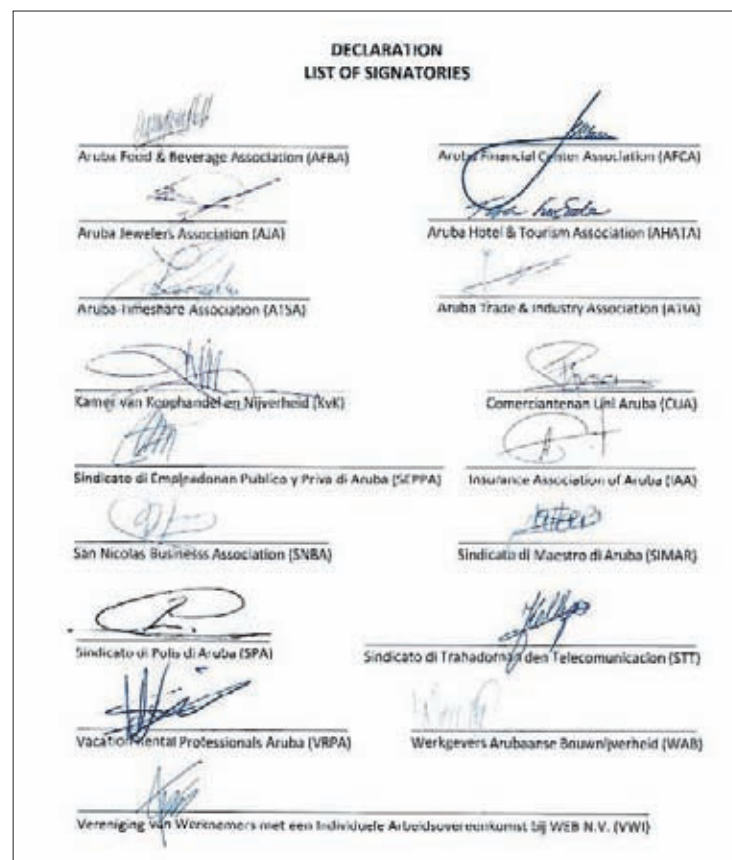 DECLARATION
LIST OF SIGNATORIES
Aruba Food & Beverage Association (AFBA)
Aruba Financial Center Association (AFCA)
Aruba Jewelers Association (AJA)
Aruba Hotel & Tourism Association (AHATA)
Aruba Timeshare Association (ATSA)
Aruba Trade & Industry Association (ATIA)
Kamer van Koophandel en Nijverheid (KvK)
Comerciantenan Uni Aruba (CUA)
Sindicato di Empleadonan Publico y Priva di Aruba (SEPPA)
Insurance Association of Aruba (IAA)
San Nicolas Businesss Association (SNBA)
Sindicato di Maestro di Aruba (SIMAR)
Sindicato di Polis di Aruba (SPA)
Sindicato di Trahadornan den Telecomunicacion (STT)
Vacation Rental Professionals Aruba (VRPA)
Werkgevers Arubaanse Bouwnijverheid (WAB)
Vereniging van Werknemers met een Individuele Arbeidsovereenkomst bij WEB N.V. (VWI)